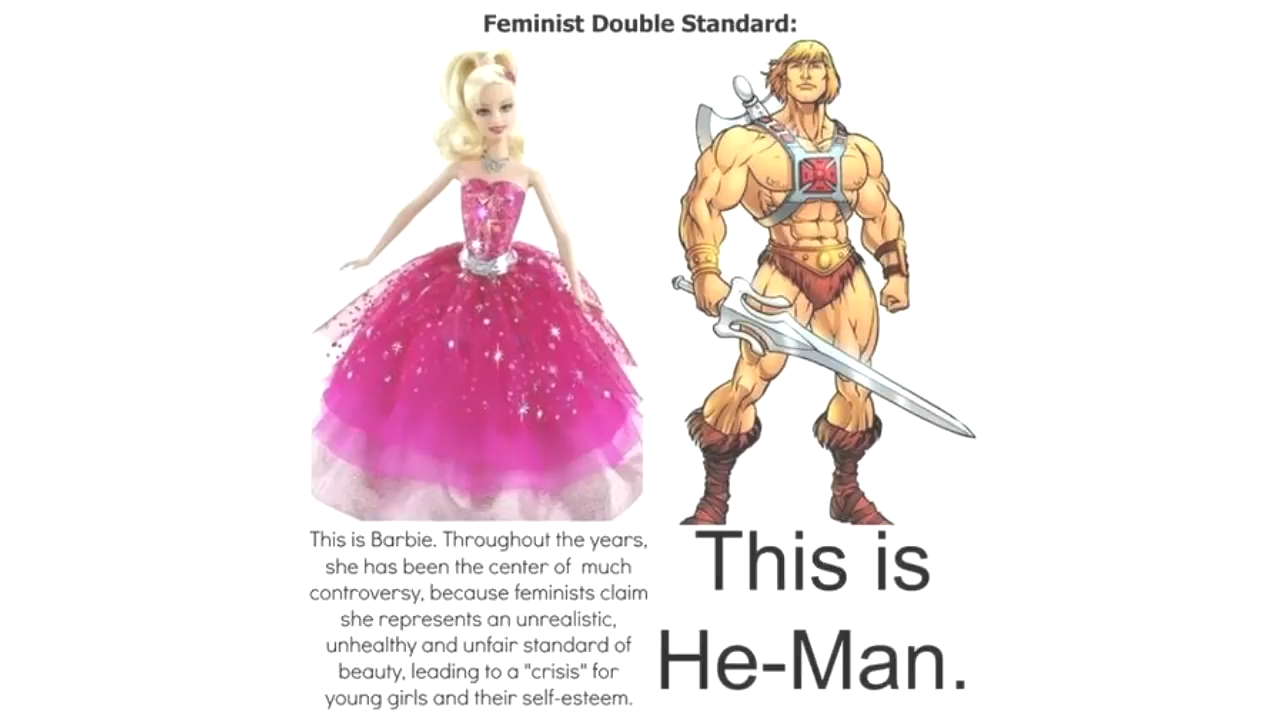 Feminist Double Standard:
This is Barbie. Throughout the years,
she has been the center of much
controversy, because feminists claim
she represents an unrealistic,
unhealthy and unfair standard of
beauty, leading to a "crisis" for
young girls and their self-esteem.
This is
He-Man.